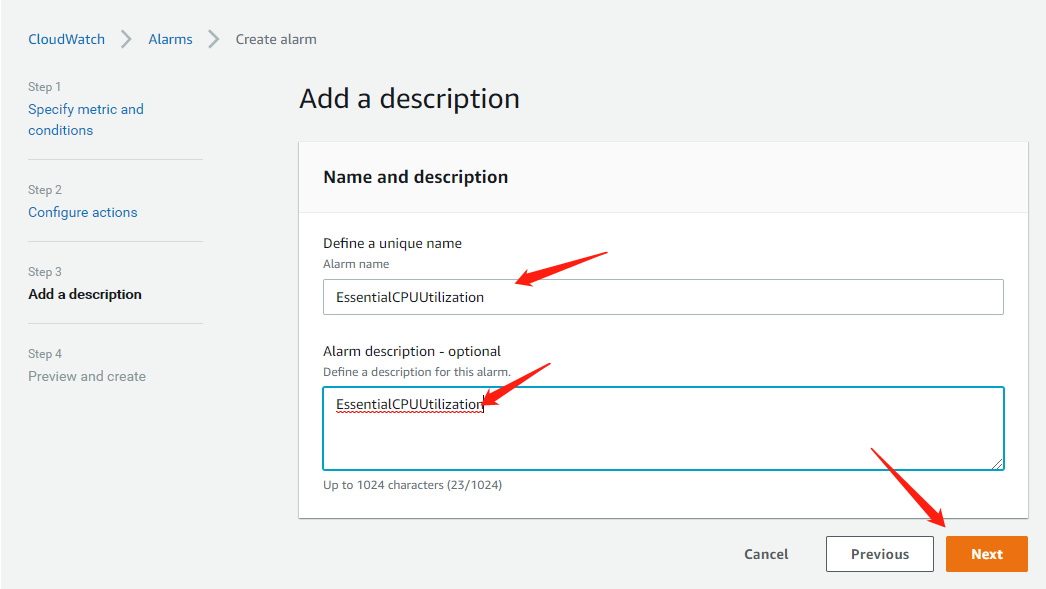 CloudWatch > Alarms > Create alarm
Step 1
Specify metric and
conditions
Step 2
Configure actions
Step 3
Add a description
Step 4
Preview and create
Add a description
Name and description
Define a unique name
Alarm name
EssentialCPUUtilization
Alarm description - optional
Define a description for this alarm.
EssentialCPUUtilization
Up to 1024 characters (23/1024)
Cancel Previous Next